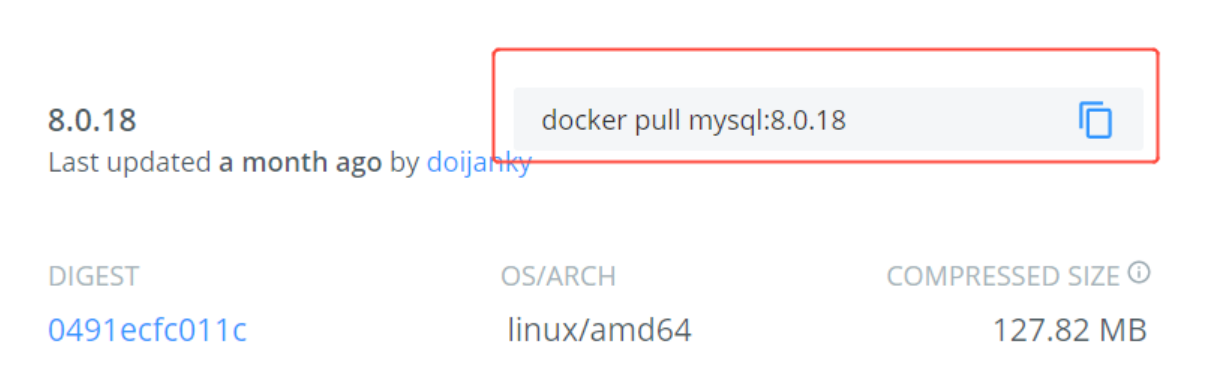 8.0.18
docker pull mysql:8.0.18
Last updated a month ago by doijanky
DIGEST OS/ARCH COMPRESSED SIZE
0491ecfc011c linux/amd64 127.82 MB